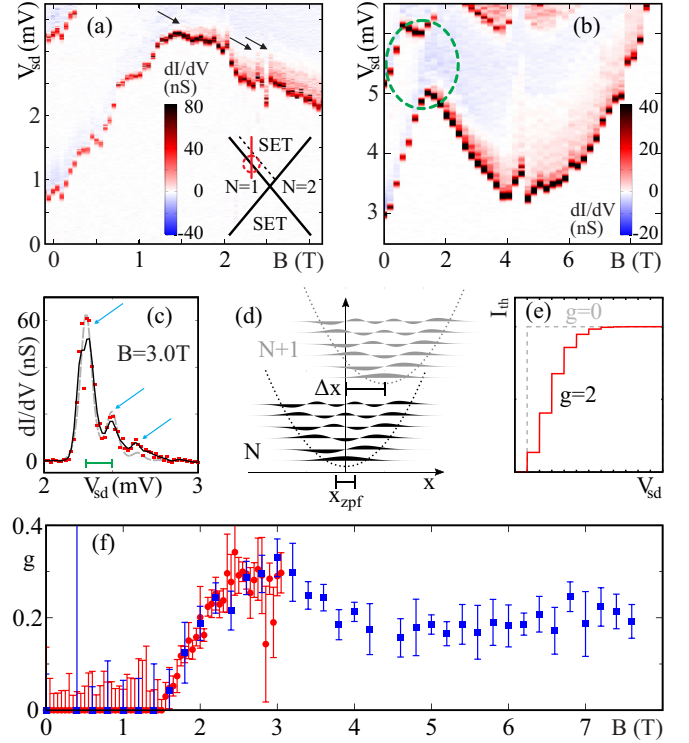 (a)
V_sd (mV)
3
2
1
0
dI/dV
(nS)
80
40
0
-40
SET
N=1
N=2
SET
0
1
2
B (T)
(b)
V_sd (mV)
6
5
4
3
40
20
0
-20
dI/dV
(nS)
0
2
4
6
B (T)
(c)
dI/dV (nS)
60
40
20
0
B=3.0T
2
V_sd (mV)
3
(d)
N+1
Δx
N
x_zpf
x
(e)
I_th
g=0
g=2
V_sd
(f)
g
0.4
0.2
0
0
1
2
3
4
5
6
7
B (T)